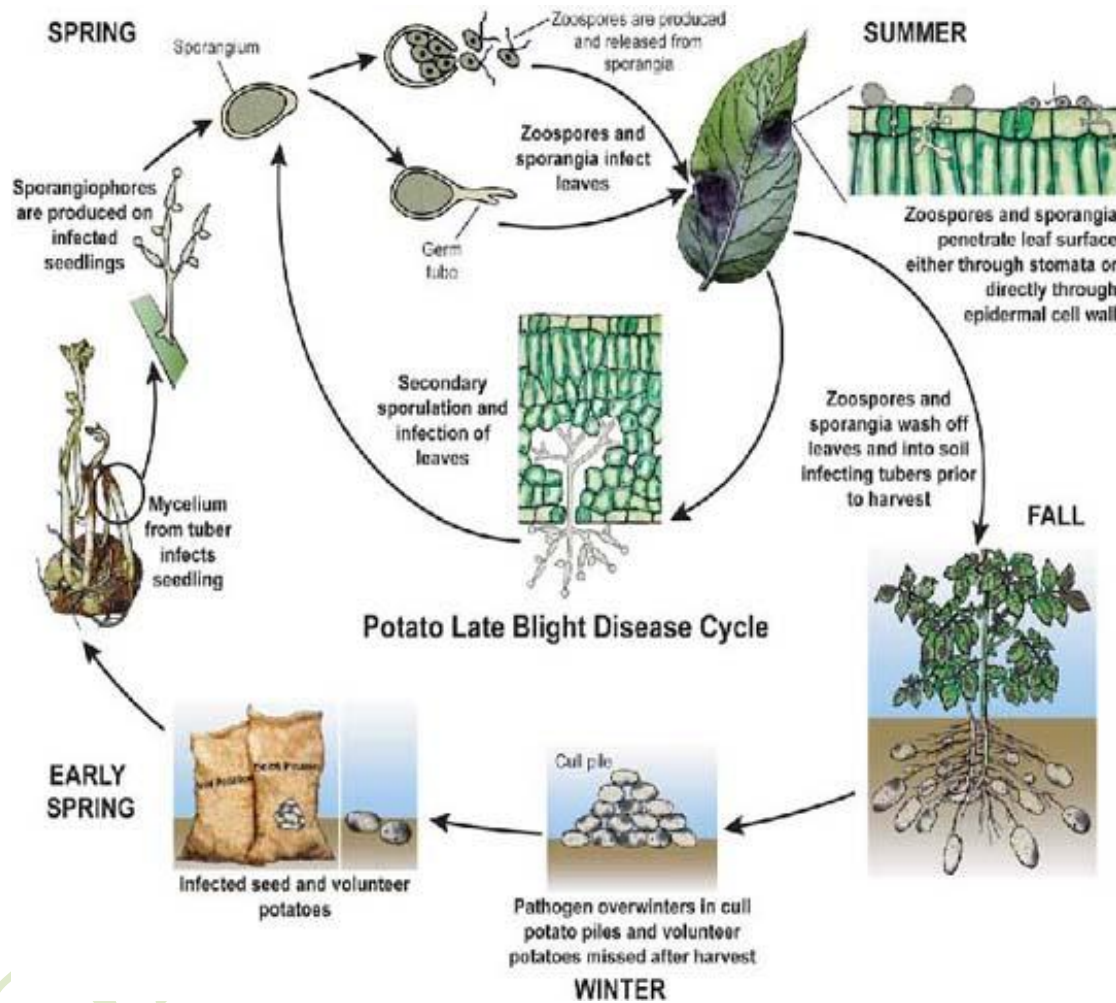 SPRING
Sporangium
Zoospores are produced
and released from
sporangia
SUMMER
Zoospores and
sporangia infect
leaves
Germ
tube
Sporangiophores
are produced on
infected
seedlings
Zoospores and sporangia
penetrate leaf surface
either through stomata or
directly through
epidermal cell wall
Secondary
sporulation and
infection of
leaves
Zoospores and
sporangia wash off
leaves and into soil
infecting tubers prior
to harvest
FALL
Mycelium
from tuber
infects
seedling
Potato Late Blight Disease Cycle
EARLY
SPRING
Cull pile
Infected seed and volunteer
potatoes
Pathogen overwinters in cull
potato piles and volunteer
potatoes missed after harvest
WINTER